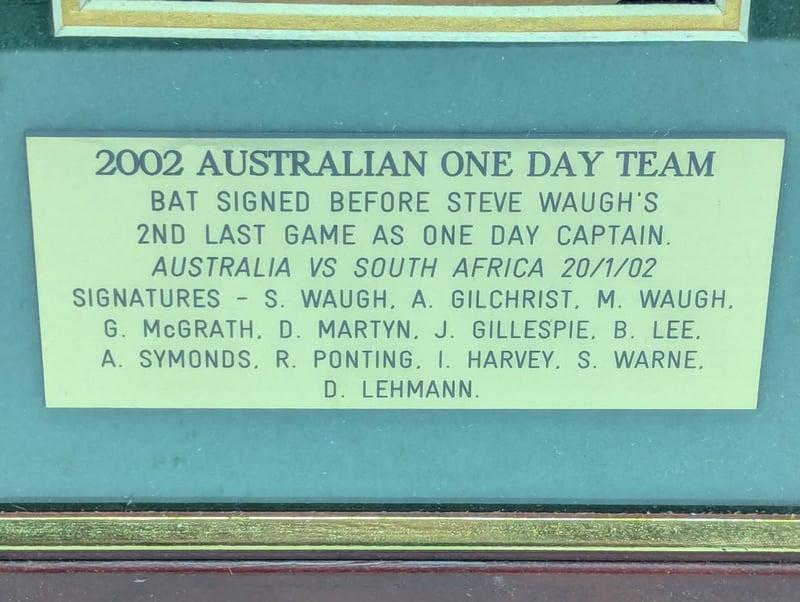 2002 AUSTRALIAN ONE DAY TEAM
BAT SIGNED BEFORE STEVE WAUGH'S
2ND LAST GAME AS ONE DAY CAPTAIN.
AUSTRALIA VS SOUTH AFRICA 20/1/02
SIGNATURES - S. WAUGH, A. GILCHRIST, M. WAUGH,
G. McGRATH, D. MARTYN, J. GILLESPIE, B. LEE,
A. SYMONDS, R. PONTING, I. HARVEY, S. WARNE,
D. LEHMANN.